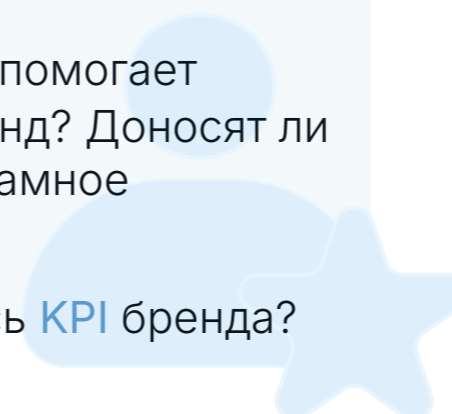 помогает
нд? Доносят ли
амное
ь KPI бренда?